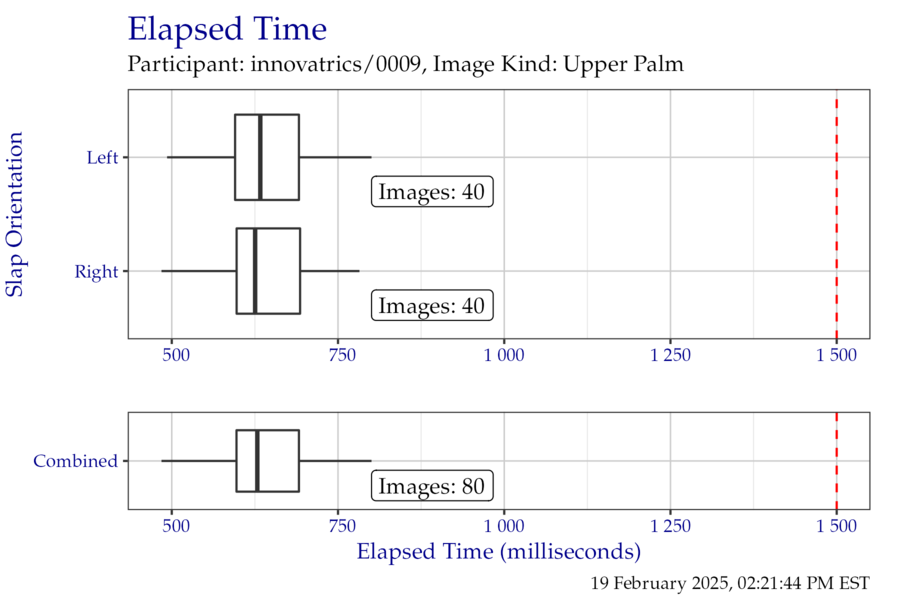 Elapsed Time
Participant: innovatrics/0009, Image Kind: Upper Palm
Slap Orientation
Left
Images: 40
Right
Images: 40
500 750 1 000 1 250 1 500
Combined
Images: 80
500 750 1 000 1 250 1 500
Elapsed Time (milliseconds)
19 February 2025, 02:21:44 PM EST